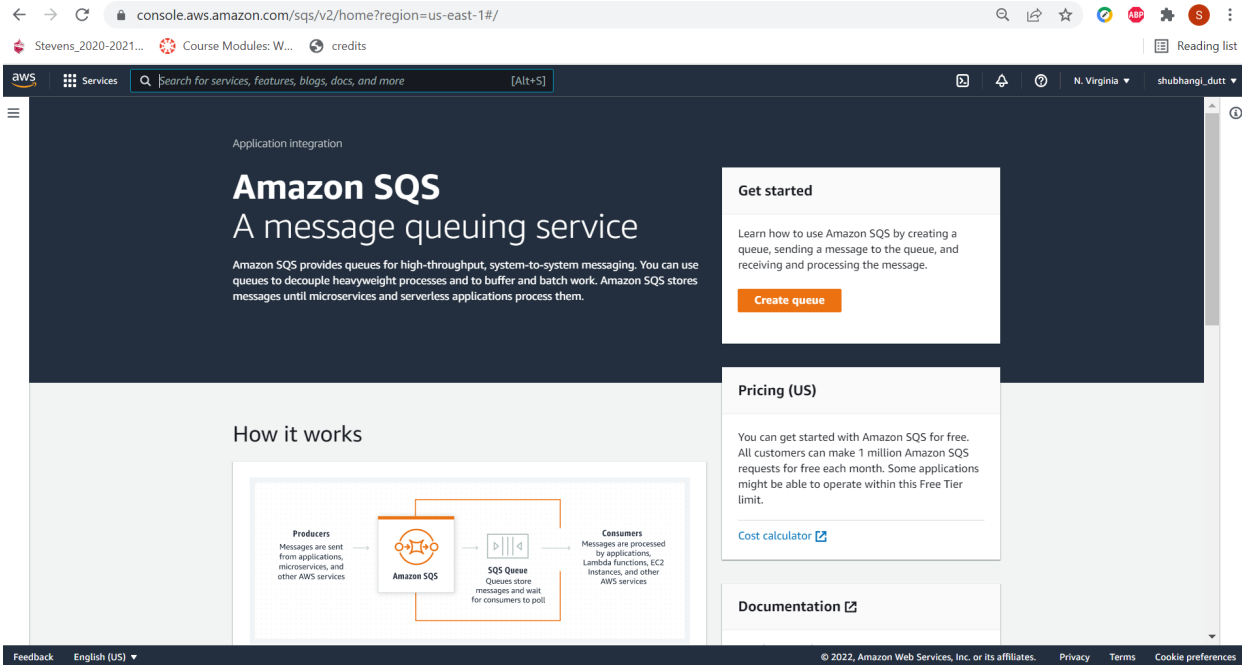 console.aws.amazon.com/sqs/v2/home?region=us-east-1#/
ABP
S
Stevens_2020-2021...
Course Modules: W...
credits
Reading list
aws
Services
Search for services, features, blogs, docs, and more
[Alt+S]
N. Virginia
shubhangi_dutt
Application integration
Amazon SQS
A message queuing service
Amazon SQS provides queues for high-throughput, system-to-system messaging. You can use
queues to decouple heavyweight processes and to buffer and batch work. Amazon SQS stores
messages until microservices and serverless applications process them.
Get started
Learn how to use Amazon SQS by creating a
queue, sending a message to the queue, and
receiving and processing the message.
Create queue
Pricing (US)
You can get started with Amazon SQS for free.
All customers can make 1 million Amazon SQS
requests for free each month. Some applications
might be able to operate within this Free Tier
limit.
Cost calculator
Documentation
How it works
Producers
Messages are sent
from applications,
microservices, and
other AWS services
Amazon SQS
SQS Queue
Queues store
messages and wait
for consumers to poll
Consumers
Messages are processed
by applications,
Lambda functions, EC2
Instances, and other
AWS services
Feedback
English (US)
© 2022, Amazon Web Services, Inc. or its affiliates.
Privacy
Terms
Cookie preferences